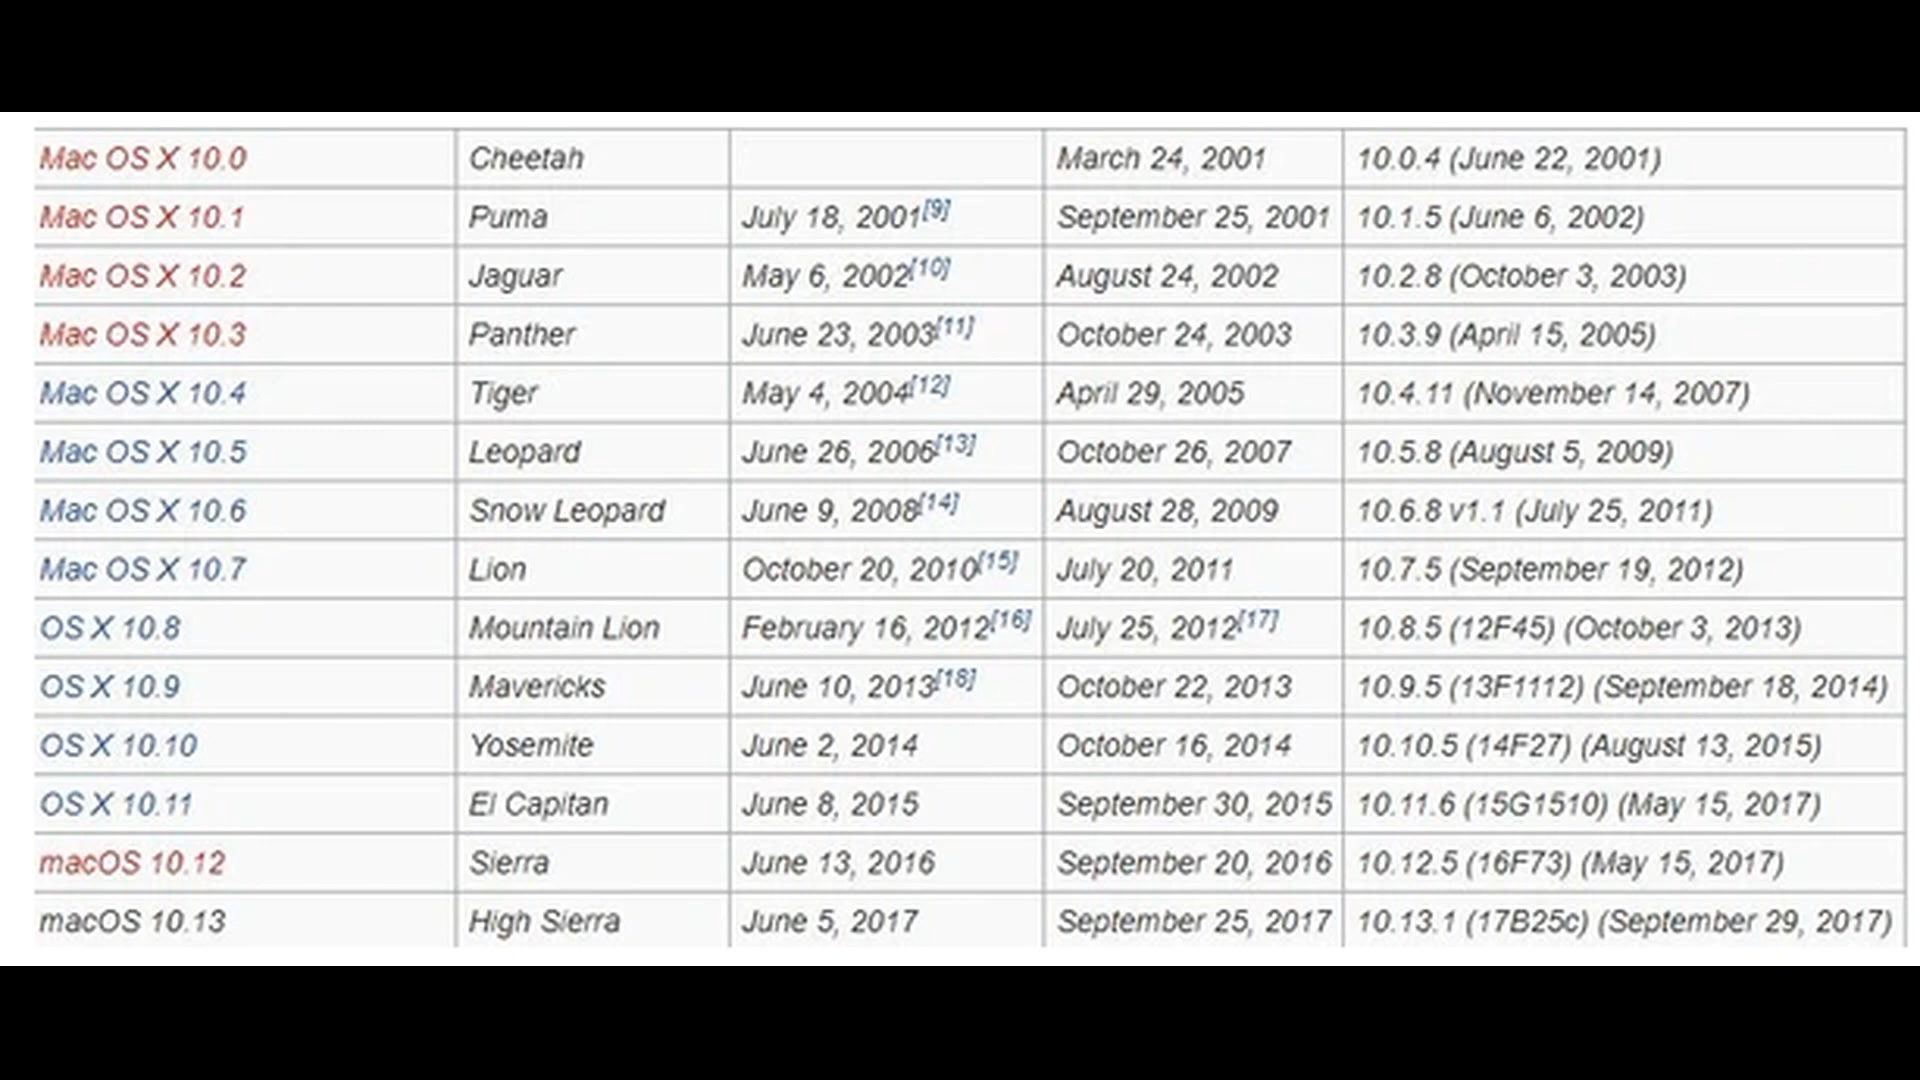 Mac OS X 10.0 Cheetah March 24, 2001 10.0.4 (June 22, 2001)
Mac OS X 10.1 Puma July 18, 2001[9] September 25, 2001 10.1.5 (June 6, 2002)
Mac OS X 10.2 Jaguar May 6, 2002[10] August 24, 2002 10.2.8 (October 3, 2003)
Mac OS X 10.3 Panther June 23, 2003[11] October 24, 2003 10.3.9 (April 15, 2005)
Mac OS X 10.4 Tiger May 4, 2004[12] April 29, 2005 10.4.11 (November 14, 2007)
Mac OS X 10.5 Leopard June 26, 2006[13] October 26, 2007 10.5.8 (August 5, 2009)
Mac OS X 10.6 Snow Leopard June 9, 2008[14] August 28, 2009 10.6.8 v1.1 (July 25, 2011)
Mac OS X 10.7 Lion October 20, 2010[15] July 20, 2011 10.7.5 (September 19, 2012)
OS X 10.8 Mountain Lion February 16, 2012[16] July 25, 2012[17] 10.8.5 (12F45) (October 3, 2013)
OS X 10.9 Mavericks June 10, 2013[18] October 22, 2013 10.9.5 (13F1112) (September 18, 2014)
OS X 10.10 Yosemite June 2, 2014 October 16, 2014 10.10.5 (14F27) (August 13, 2015)
OS X 10.11 El Capitan June 8, 2015 September 30, 2015 10.11.6 (15G1510) (May 15, 2017)
macOS 10.12 Sierra June 13, 2016 September 20, 2016 10.12.5 (16F73) (May 15, 2017)
macOS 10.13 High Sierra June 5, 2017 September 25, 2017 10.13.1 (17B25c) (September 29, 2017)